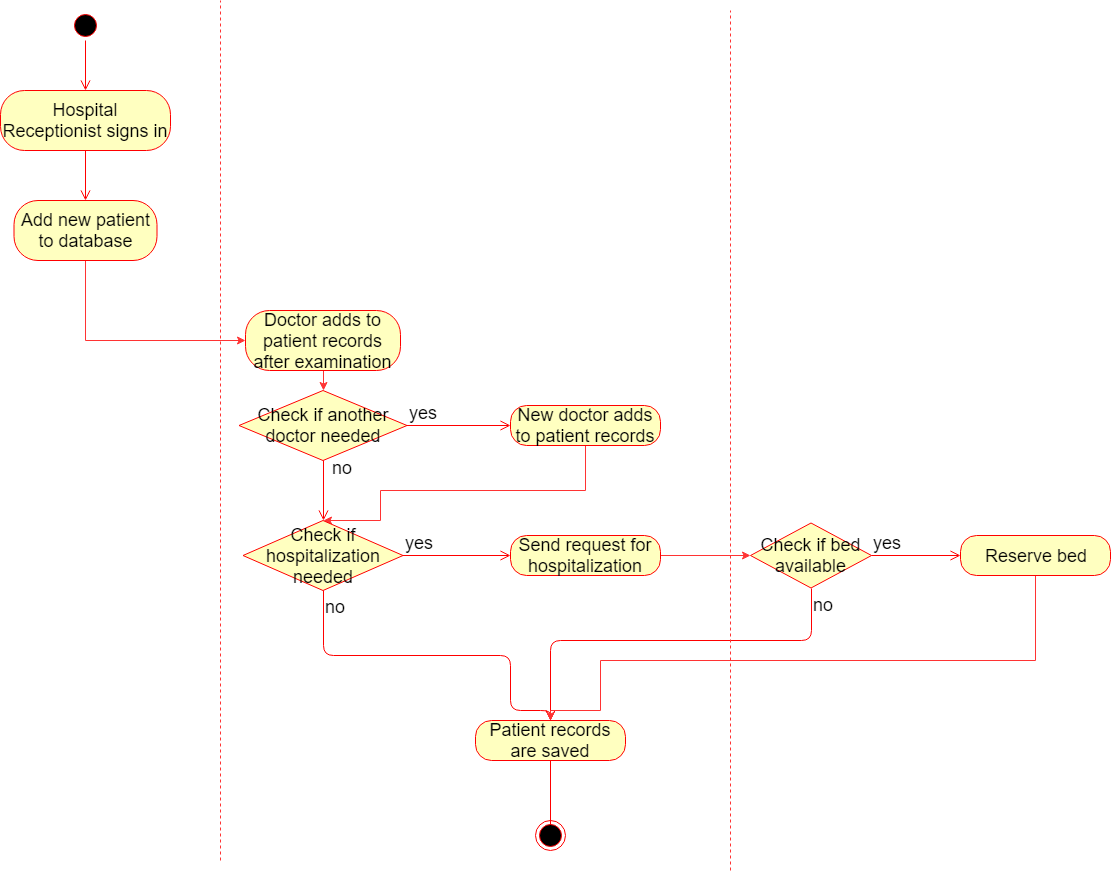 Hospital
Receptionist signs in
Add new patient
to database
Doctor adds to
patient records
after examination
Check if another
doctor needed
yes
New doctor adds
to patient records
no
Check if
hospitalization
needed
yes
Send request for
hospitalization
Check if bed
available
yes
Reserve bed
no
no
Patient records
are saved